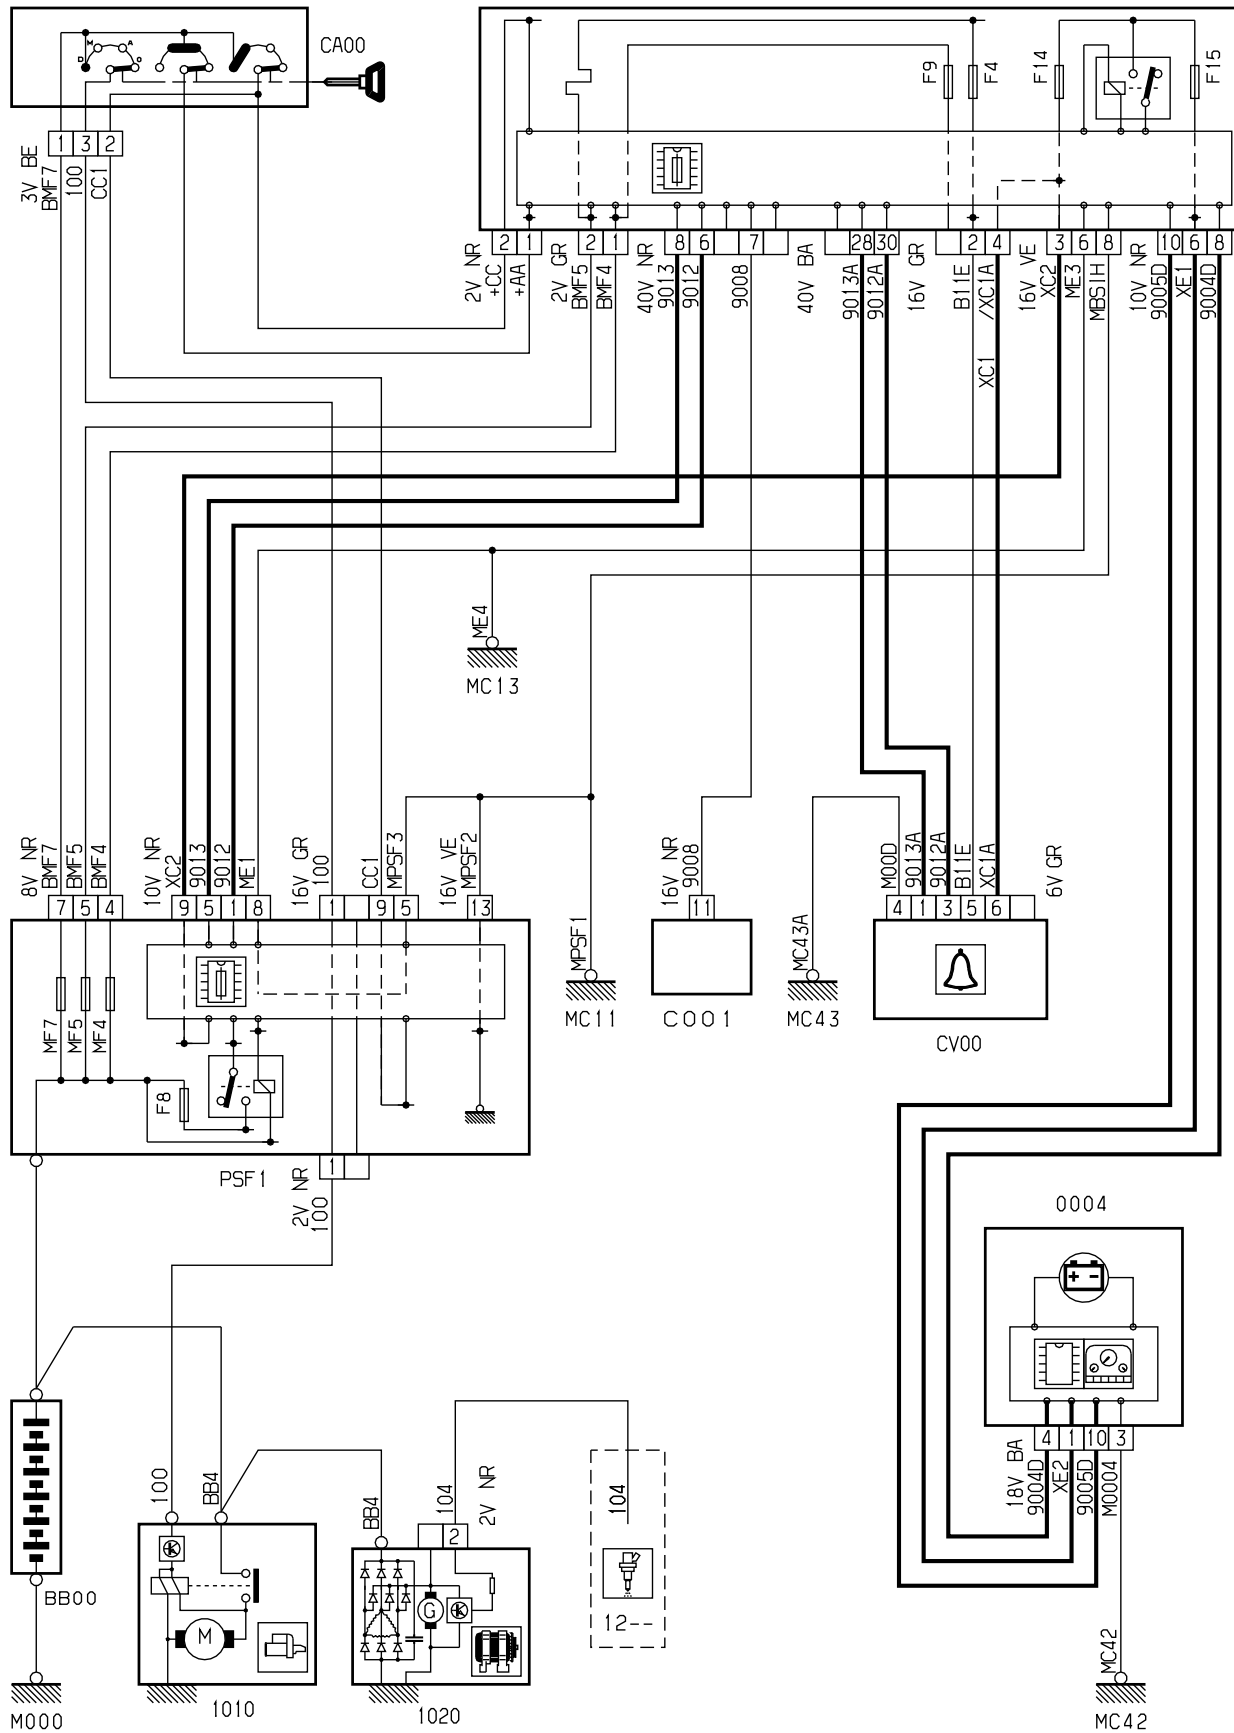 CA00
M
A
D
O
F9
F4
F14
F15
1
3
2
3V BE
BMF7
100
CC1
2
1
2
1
8
6
7
28
30
2
4
3
6
8
10
6
8
2V NR
+CC
+AA
2V GR
BMF5
BMF4
40V NR
9013
9012
9008
40V BA
9013A
9012A
16V GR
B11E
/XC1A
XC1
16V VE
XC2
ME3
MBS1H
10V NR
9005D
XE1
9004D
ME4
MC13
8V NR
BMF7
BMF5
BMF4
10V NR
XC2
9013
9012
ME1
16V GR
100
CC1
MPSF3
16V VE
MPSF2
MPSF1
MC11
16V NR
9008
MC43A
MC43
M00D
9013A
9012A
B11E
XC1A
6V GR
7
5
4
9
5
1
8
1
9
5
13
11
4
1
3
5
6
C001
CV00
MF7
MF5
MF4
F8
PSF1
1
2V NR
100
0004
+ -
4
1
10
3
18V BA
9004D
XE2
9005D
M0004
MC42
MC42
BB00
M000
100
BB4
M
1010
BB4
104
2V NR
2
G
1020
104
12--